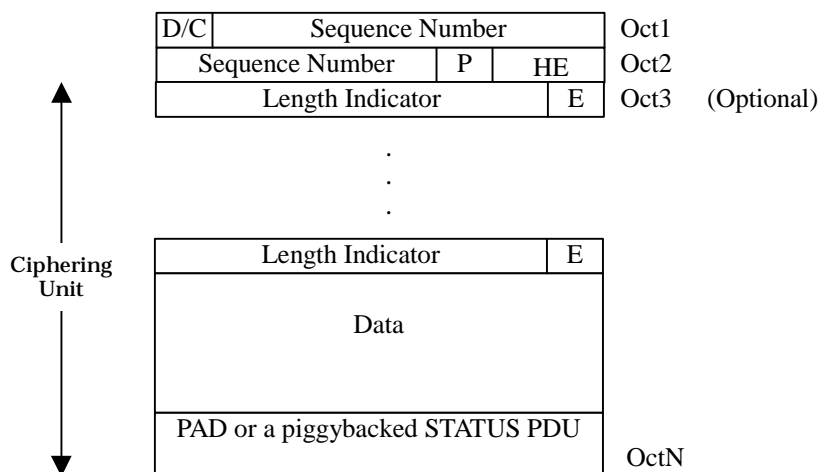 D/C Sequence Number Oct1
Sequence Number P HE Oct2
Length Indicator E Oct3 (Optional)
.
.
.
Length Indicator E
Ciphering
Unit
Data
PAD or a piggybacked STATUS PDU
OctN